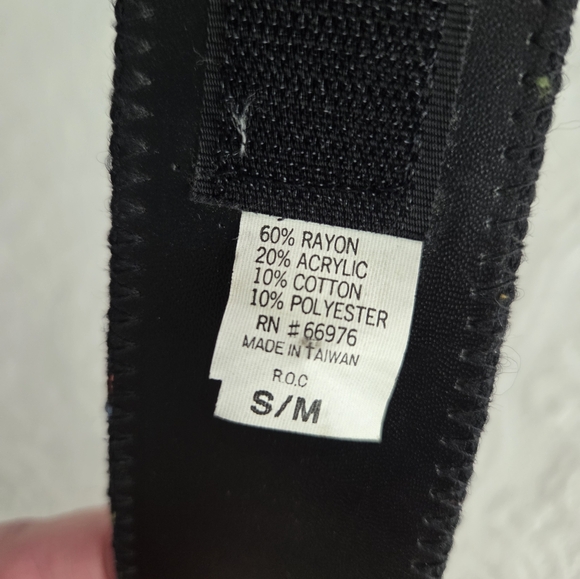 60% RAYON
20% ACRYLIC
10% COTTON
10% POLYESTER
RN #66976
MADE IN TAIWAN
R.O.C
S/M